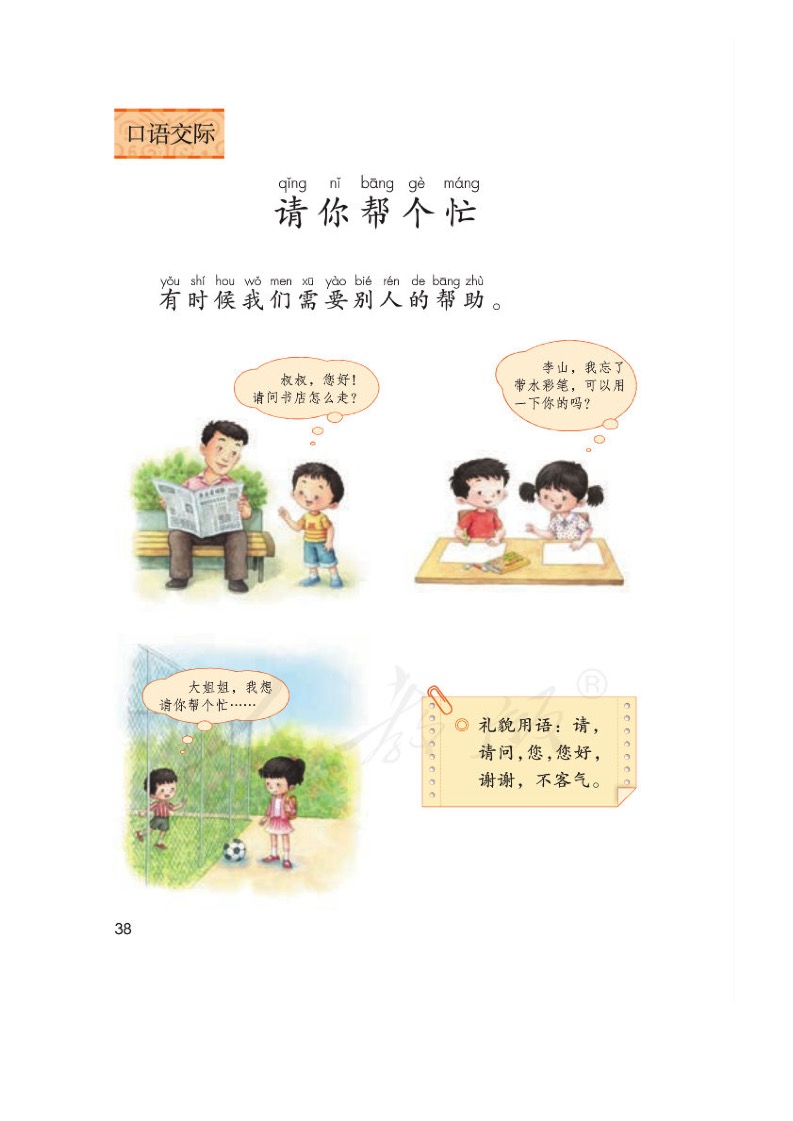 口语交际
qǐng nǐ bāng gè máng
请你帮个忙
yǒu shí hou wǒ men xū yào bié rén de bāng zhù
有时候我们需要别人的帮助。
叔叔，您好！
请问书店怎么走？
李山，我忘了
带水彩笔，可以用
一下你的吗？
大姐姐，我想
请你帮个忙……
礼貌用语：请，
请问，您，您好，
谢谢，不客气。
38